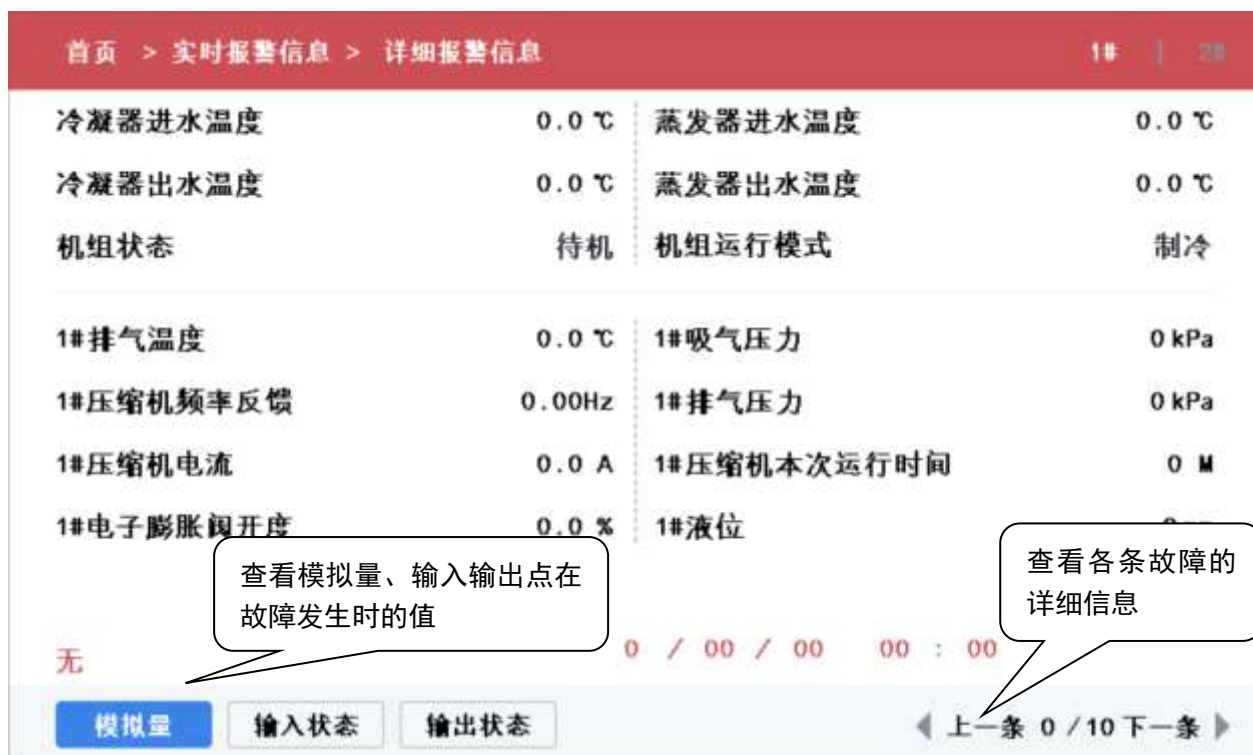 首页 > 实时报警信息 > 详细报警信息 1# | 2#
冷凝器进水温度 0.0 ℃ 蒸发器进水温度 0.0 ℃
冷凝器出水温度 0.0 ℃ 蒸发器出水温度 0.0 ℃
机组状态 待机 机组运行模式 制冷
1#排气温度 0.0 ℃ 1#吸气压力 0 kPa
1#压缩机频率反馈 0.00Hz 1#排气压力 0 kPa
1#压缩机电流 0.0 A 1#压缩机本次运行时间 0 M
1#电子膨胀阀开度 0.0 % 1#液位
查看模拟量、输入输出点在
故障发生时的值
查看各条故障的
详细信息
无 0 / 00 / 00 00 : 00
模拟量 输入状态 输出状态 上一条 0 / 10 下一条